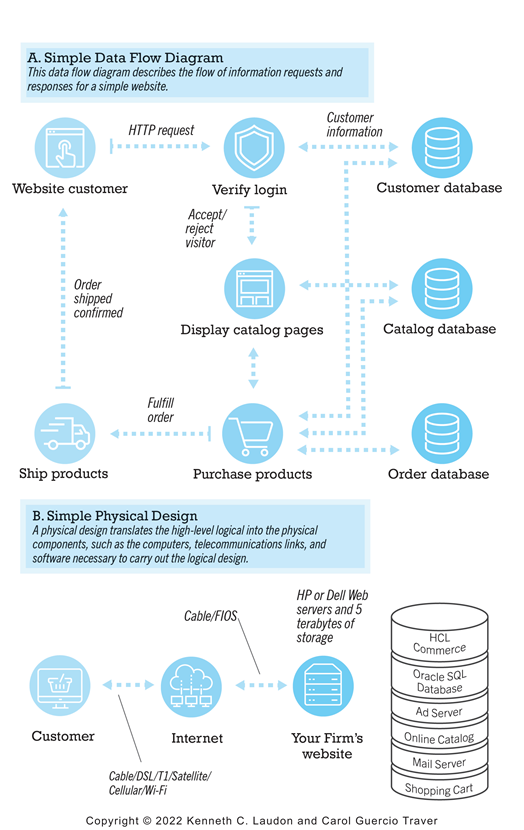 A. Simple Data Flow Diagram
This data flow diagram describes the flow of information requests and
responses for a simple website.
HTTP request
Customer
information
Website customer
Verify login
Customer database
Accept/
reject
visitor
Order
shipped
confirmed
Display catalog pages
Catalog database
Fulfill
order
Ship products
Purchase products
Order database
B. Simple Physical Design
A physical design translates the high-level logical into the physical
components, such as the computers, telecommunications links, and
software necessary to carry out the logical design.
HP or Dell Web
servers and 5
terabytes of
storage
Cable/FIOS
Customer
Internet
Your Firm's
website
Cable/DSL/T1/Satellite/
Cellular/Wi-Fi
HCL
Commerce
Oracle SQL
Database
Ad Server
Online Catalog
Mail Server
Shopping Cart
Copyright © 2022 Kenneth C. Laudon and Carol Guercio Traver